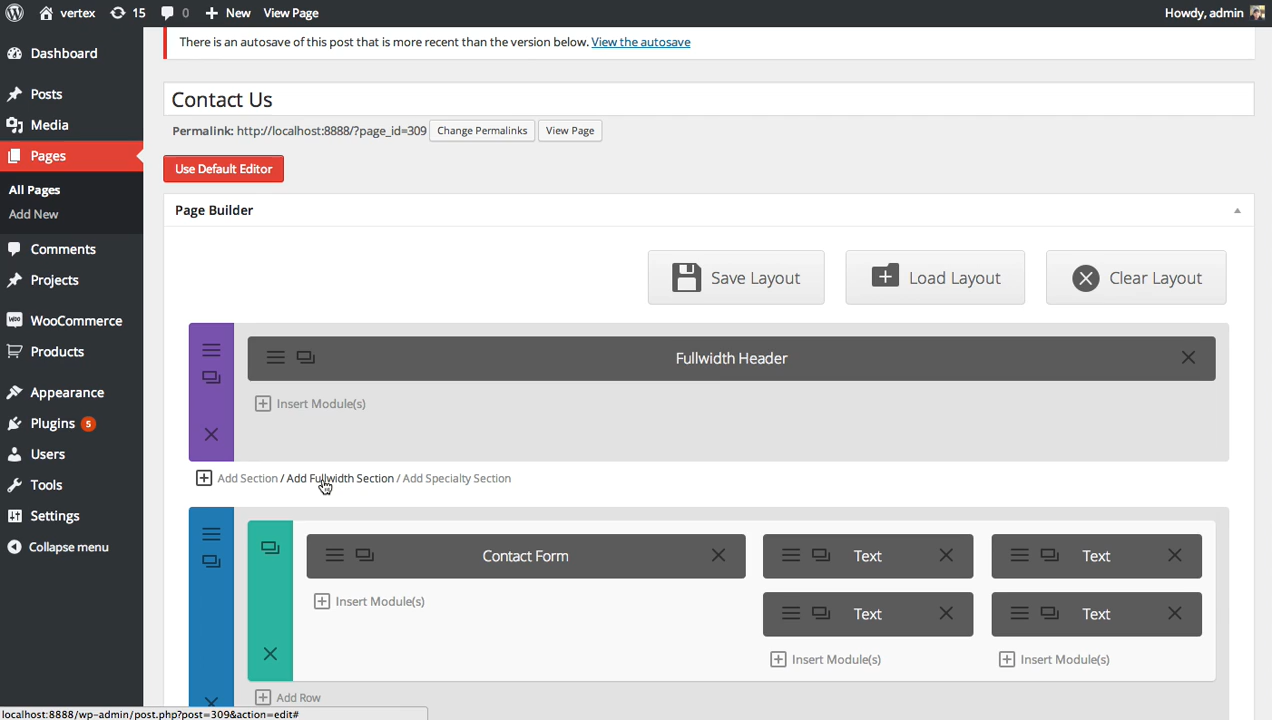 vertex 15 0 New View Page Howdy, admin
There is an autosave of this post that is more recent than the version below. View the autosave
Dashboard
Posts
Media
Pages
All Pages
Add New
Comments
Projects
WooCommerce
Products
Appearance
Plugins 5
Users
Tools
Settings
Collapse menu
Contact Us
Permalink: http://localhost:8888/?page_id=309 Change Permalinks View Page
Use Default Editor
Page Builder
Save Layout Load Layout Clear Layout
Fullwidth Header
Insert Module(s)
Add Section / Add Fullwidth Section / Add Specialty Section
Contact Form Text Text
Insert Module(s)
Text Text
Insert Module(s) Insert Module(s)
Add Row
localhost:8888/wp-admin/post.php?post=309&action=edit#